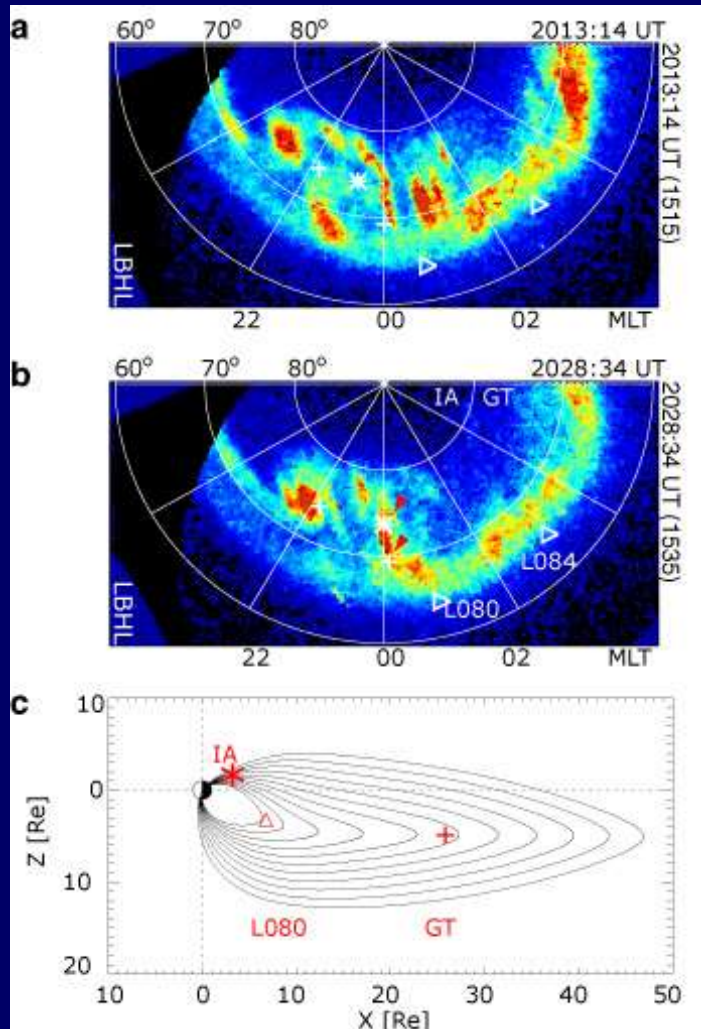 a 60° 70° 80° 2013:14 UT
2013:14 UT (1515)
LBHL
22 00 02 MLT
b 60° 70° 80° 2028:34 UT
IA GT
2028:34 UT (1535)
L084
L080
LBHL
22 00 02 MLT
c
10
IA
0
Z [Re]
10
L080 GT
20
10 0 10 20 30 40 50
X [Re]